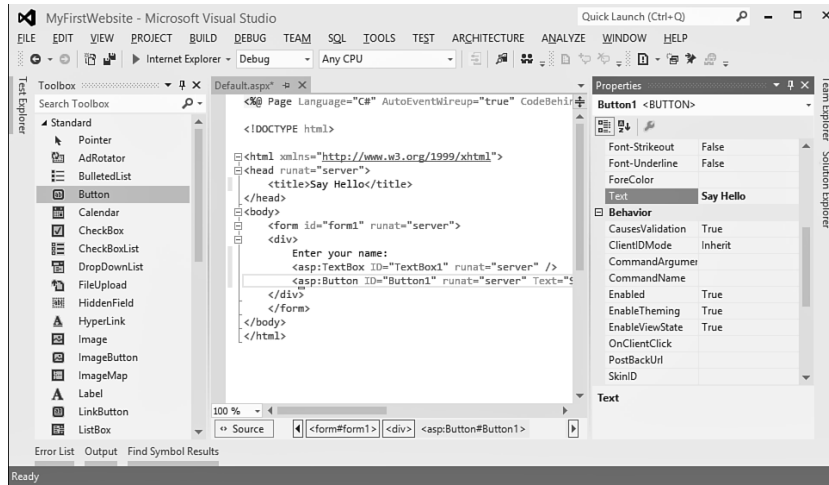 MyFirstWebsite - Microsoft Visual Studio
Quick Launch (Ctrl+Q)
FILE EDIT VIEW PROJECT BUILD DEBUG TEAM SQL TOOLS TEST ARCHITECTURE ANALYZE WINDOW HELP
Internet Explorer Debug Any CPU
Test Explorer
Toolbox
Search Toolbox
Standard
Pointer
AdRotator
BulletedList
Button
Calendar
CheckBox
CheckBoxList
DropDownList
FileUpload
HiddenField
HyperLink
Image
ImageButton
ImageMap
Label
LinkButton
ListBox
Default.aspx*
<%@ Page Language="C#" AutoEventWireup="true" CodeBehin
<!DOCTYPE html>
<html xmlns="http://www.w3.org/1999/xhtml">
<head runat="server">
<title>Say Hello</title>
</head>
<body>
<form id="form1" runat="server">
<div>
Enter your name:
<asp:TextBox ID="TextBox1" runat="server" />
<asp:Button ID="Button1" runat="server" Text="S
</div>
</form>
</body>
</html>
100 %
Source <form#form1> <div> <asp:Button#Button1>
Properties
Button1 <BUTTON>
Font-Strikeout False
Font-Underline False
ForeColor
Text Say Hello
Behavior
CausesValidation True
ClientIDMode Inherit
CommandArgumer
CommandName
Enabled True
EnableTheming True
EnableViewState True
OnClientClick
PostBackUrl
SkinID
Text
Team Explorer
Solution Explorer
Error List Output Find Symbol Results
Ready